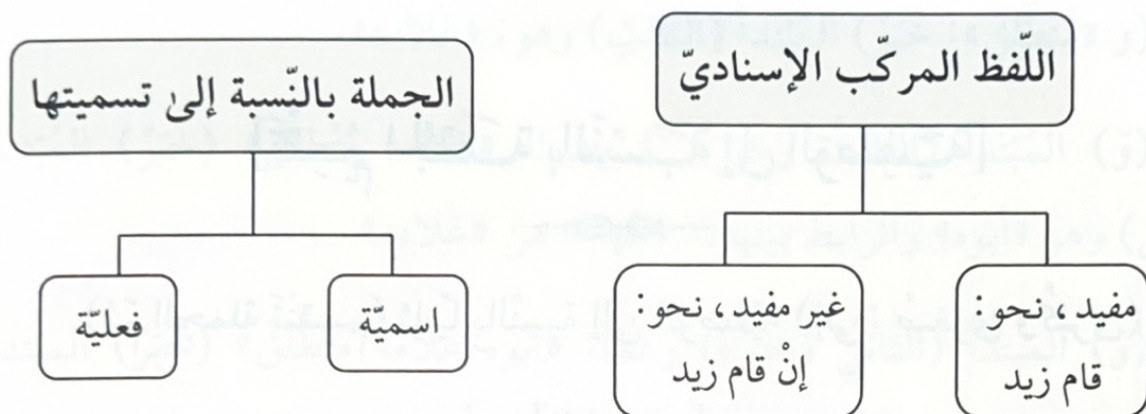 اللّفظ المركّب الإسناديّ
مفيد، نحو:
قام زيد
غير مفيد، نحو:
إنْ قام زيد
الجملة بالنّسبة إلىٰ تسميتها
اسميّة
فعليّة